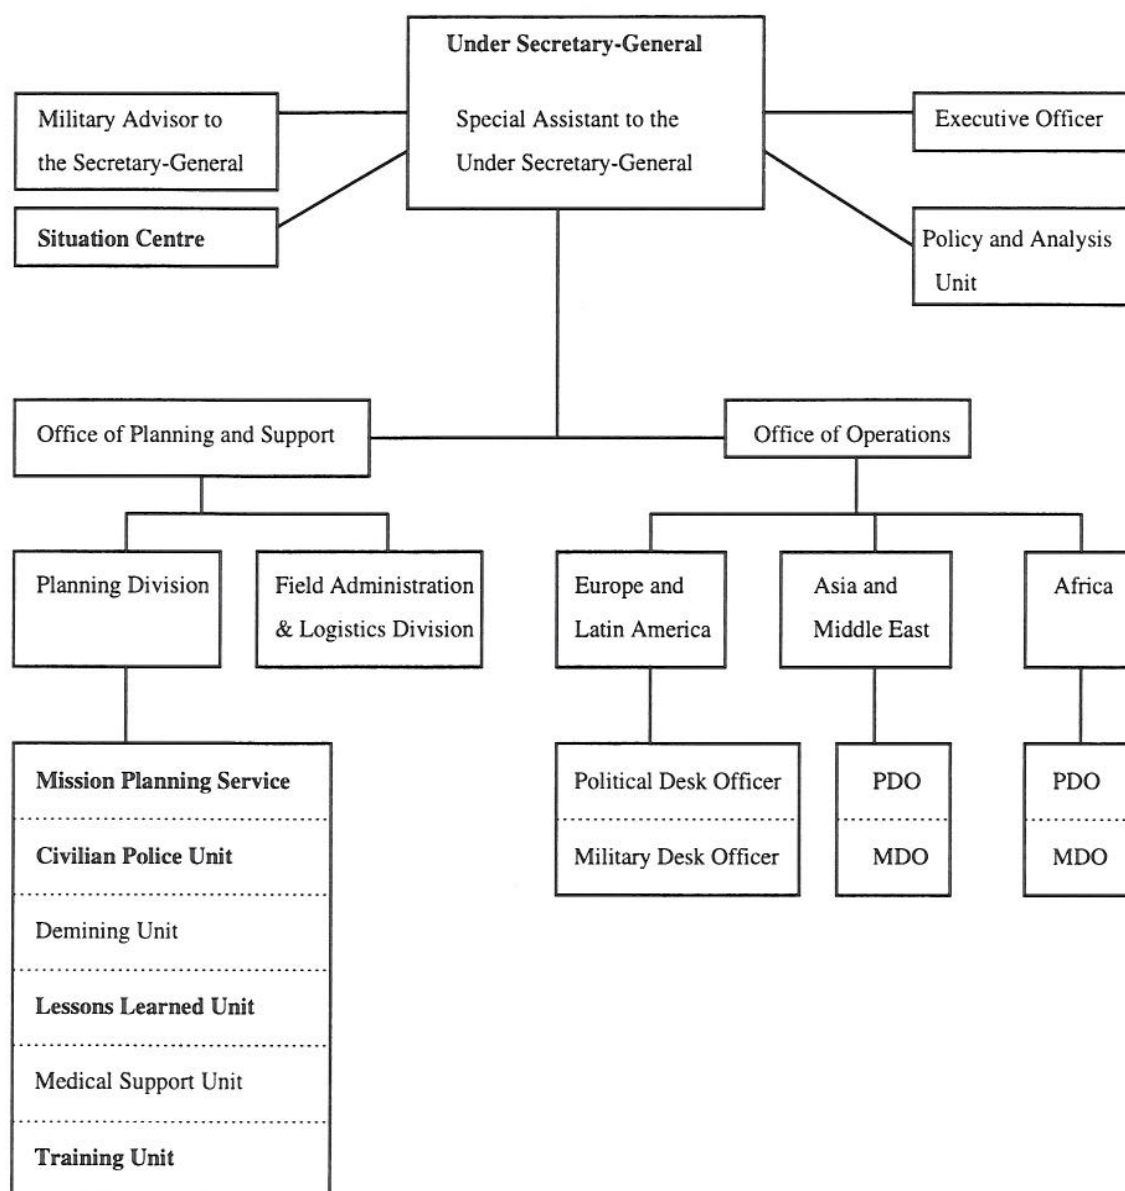 Under Secretary-General
Special Assistant to the
Under Secretary-General
Military Advisor to
the Secretary-General
Situation Centre
Executive Officer
Policy and Analysis
Unit
Office of Planning and Support
Office of Operations
Planning Division
Field Administration
& Logistics Division
Europe and
Latin America
Asia and
Middle East
Africa
Mission Planning Service
Civilian Police Unit
Demining Unit
Lessons Learned Unit
Medical Support Unit
Training Unit
Political Desk Officer
Military Desk Officer
PDO
MDO
PDO
MDO